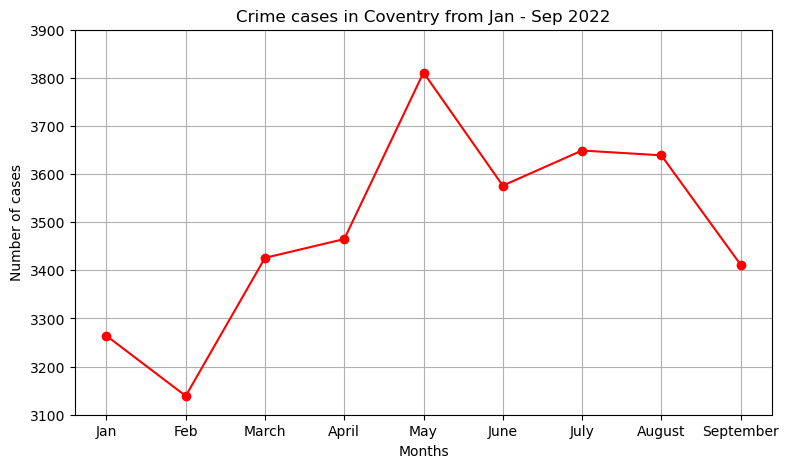 Crime cases in Coventry from Jan - Sep 2022
3900
3800
3700
3600
3500
3400
3300
3200
3100
Number of cases
Jan Feb March April May June July August September
Months